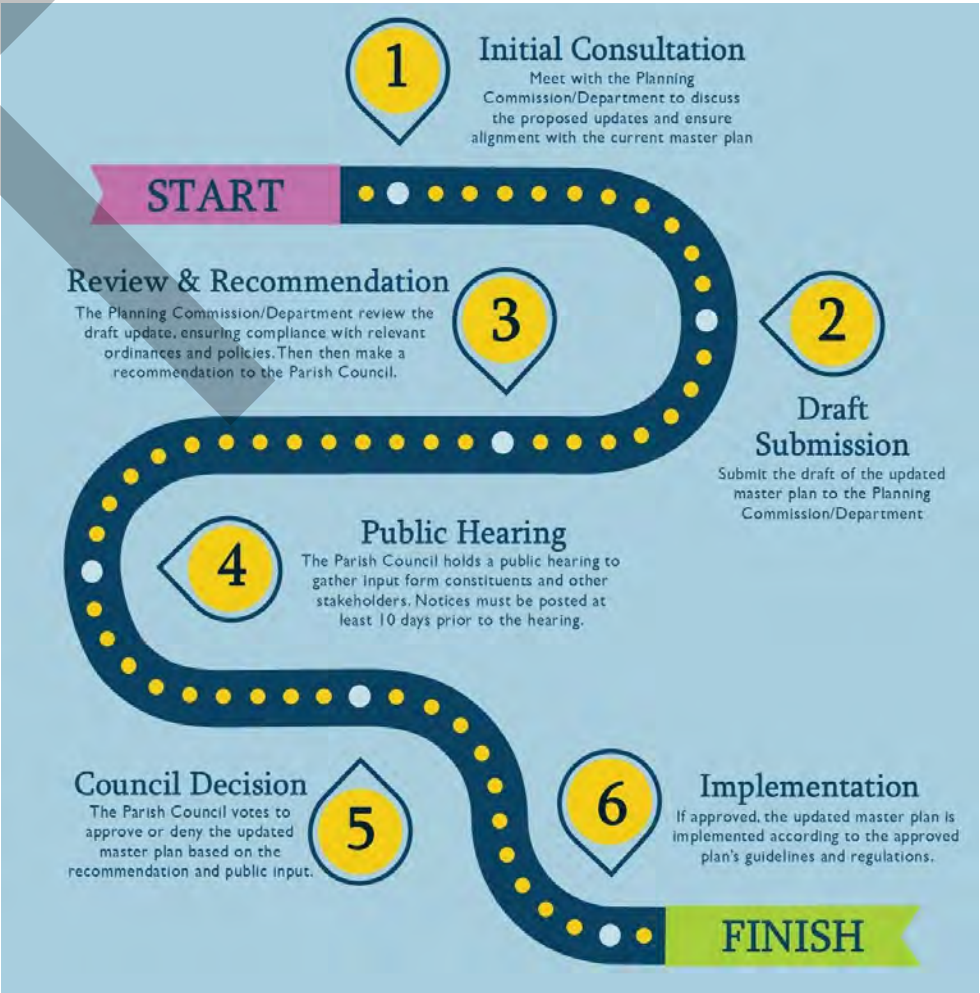 1
Initial Consultation
Meet with the Planning
Commission/Department to discuss
the proposed updates and ensure
alignment with the current master plan
START
2
Draft
Submission
Submit the draft of the updated
master plan to the Planning
Commission/Department
Review & Recommendation
The Planning Commission/Department review the
draft update, ensuring compliance with relevant
ordinances and policies. Then then make a
recommendation to the Parish Council.
3
4
Public Hearing
The Parish Council holds a public hearing to
gather input form constituents and other
stakeholders. Notices must be posted at
least 10 days prior to the hearing.
Council Decision
The Parish Council votes to
approve or deny the updated
master plan based on the
recommendation and public input.
5
6
Implementation
If approved, the updated master plan is
implemented according to the approved
plan's guidelines and regulations.
FINISH